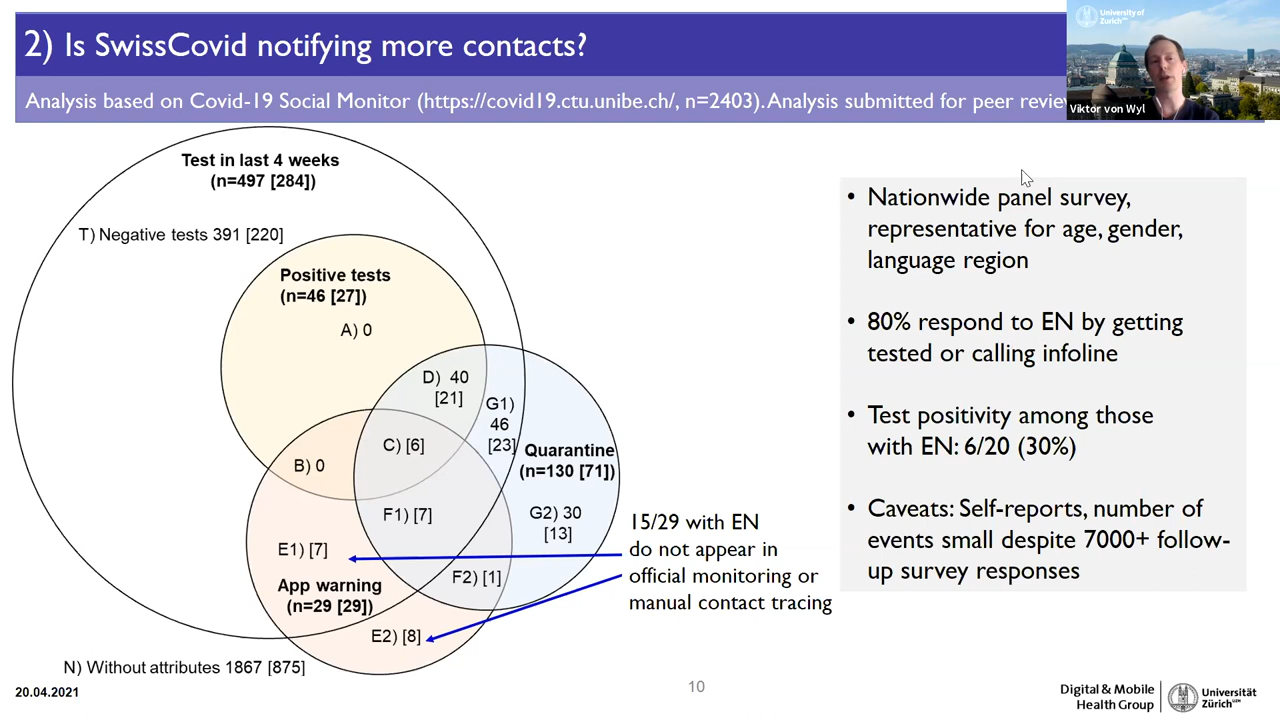 2) Is SwissCovid notifying more contacts?
Analysis based on Covid-19 Social Monitor (https://covid19.ctu.unibe.ch/, n=2403). Analysis submitted for peer review
University of
Zurich
Viktor von Wyl
Test in last 4 weeks
(n=497 [284])
T) Negative tests 391 [220]
Positive tests
(n=46 [27])
A) 0
D) 40
[21]
G1)
46
[23]
C) [6]
Quarantine
(n=130 [71])
B) 0
F1) [7]
G2) 30
[13]
E1) [7]
App warning
(n=29 [29])
F2) [1]
E2) [8]
N) Without attributes 1867 [875]
15/29 with EN
do not appear in
official monitoring or
manual contact tracing
• Nationwide panel survey,
representative for age, gender,
language region
• 80% respond to EN by getting
tested or calling infoline
• Test positivity among those
with EN: 6/20 (30%)
• Caveats: Self-reports, number of
events small despite 7000+ follow-
up survey responses
20.04.2021
10
Digital & Mobile
Health Group
Universität
Zürich UZH